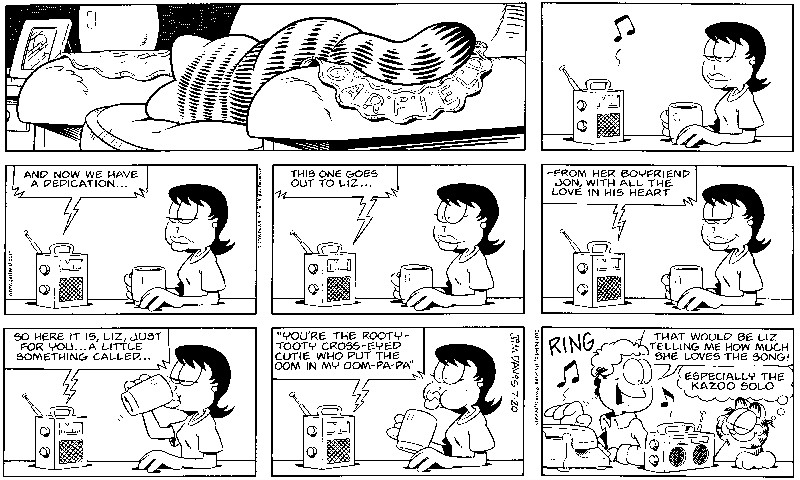 GARFIELD
AND NOW WE HAVE
A DEDICATION...
THIS ONE GOES
OUT TO LIZ...
-FROM HER BOYFRIEND
JON, WITH ALL THE
LOVE IN HIS HEART
SO HERE IT IS, LIZ, JUST
FOR YOU... A LITTLE
SOMETHING CALLED...
"YOU'RE THE ROOTY-
TOOTY CROSS-EYED
CUTIE WHO PUT THE
OOM IN MY OOM-PA-PA"
JIM DAVIS 7-20
RING
THAT WOULD BE LIZ
TELLING ME HOW MUCH
SHE LOVES THE SONG!
ESPECIALLY THE
KAZOO SOLO